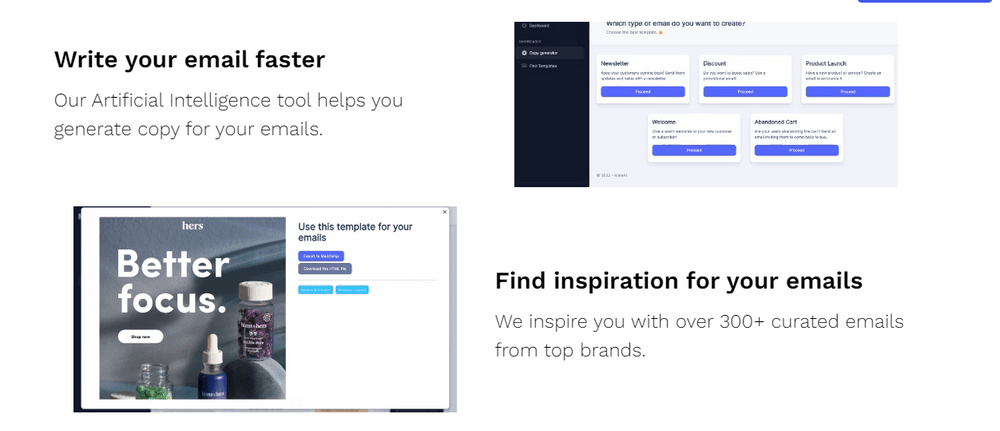 Write your email faster
Our Artificial Intelligence tool helps you
generate copy for your emails.
Dashboard
Copy generator
Find Templates
Which type of email do you want to create?
Choose the best template.
Newsletter
Keep your customers coming back! Send them
updates and value with a newsletter.
Proceed
Discount
Do you want to boost sales? Use a
promotional email!
Proceed
Product Launch
Have a new product or service? Create an
email to announce it.
Proceed
Welcome
Give a warm welcome to your new customer
or subscriber!
Proceed
Abandoned Cart
Are your users abandoning the cart? Send an
email inviting them to come back to buy.
Proceed
© 2022 -
hers
Better
focus.
Shop now
Use this template for your
emails
Export to Mailchimp
Download the HTML file
Find inspiration for your emails
We inspire you with over 300+ curated emails
from top brands.